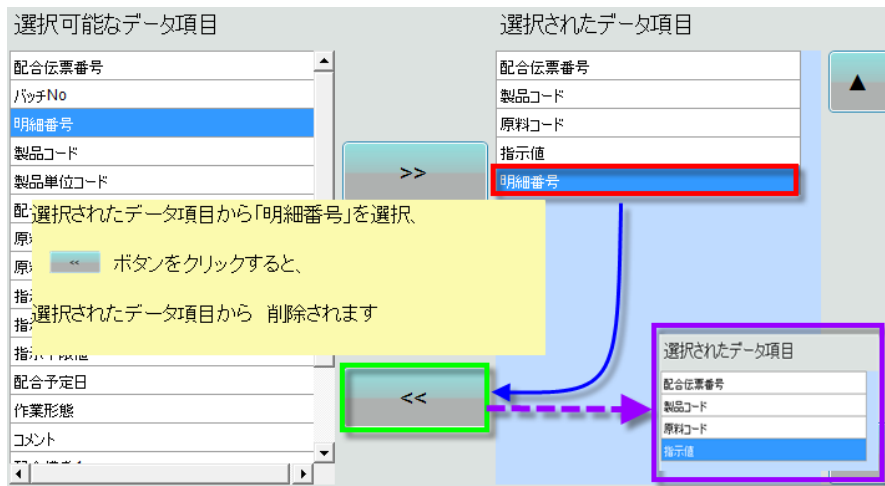 選択可能なデータ項目
配合伝票番号
バッチNo
明細番号
製品コード
製品単位コード
配合予定日
作業形態
コメント
>>
<<
選択されたデータ項目から「明細番号」を選択、
<< ボタンをクリックすると、
選択されたデータ項目から 削除されます
選択されたデータ項目
配合伝票番号
製品コード
原料コード
指示値
明細番号
▲
選択されたデータ項目
配合伝票番号
製品コード
原料コード
指示値